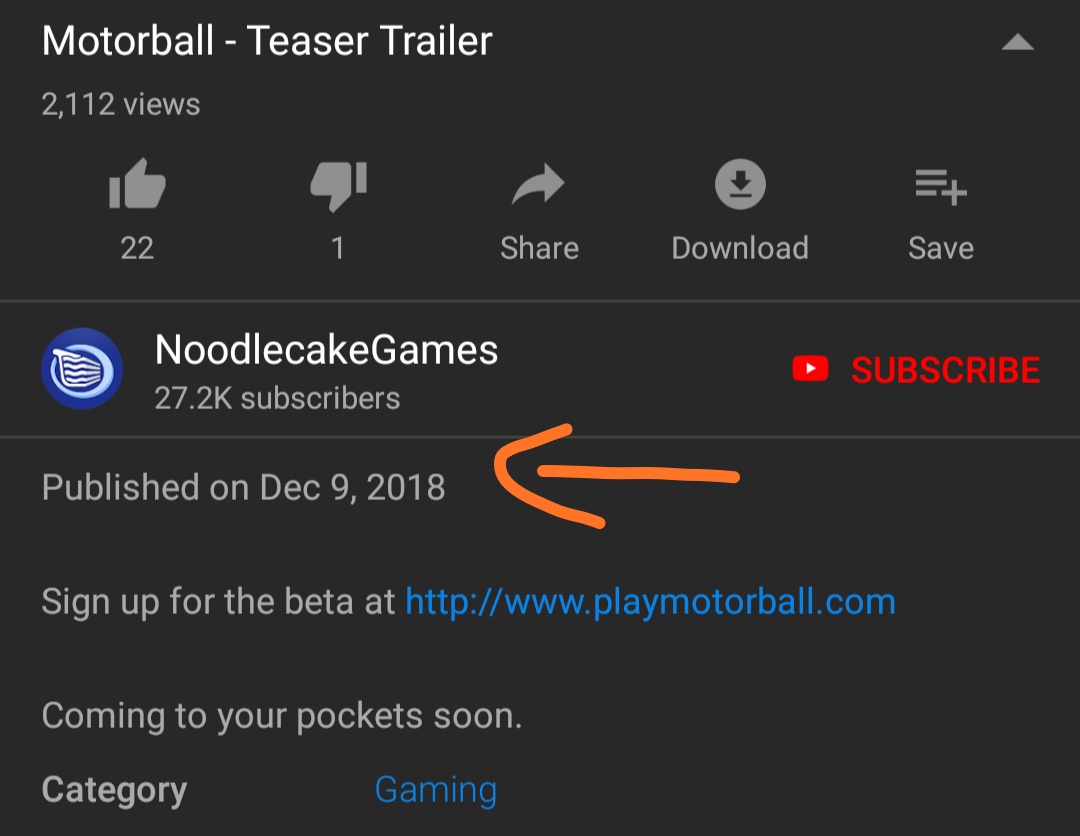 Motorball - Teaser Trailer
2,112 views
22 1 Share Download Save
NoodlecakeGames
27.2K subscribers
SUBSCRIBE
Published on Dec 9, 2018
Sign up for the beta at http://www.playmotorball.com
Coming to your pockets soon.
Category Gaming